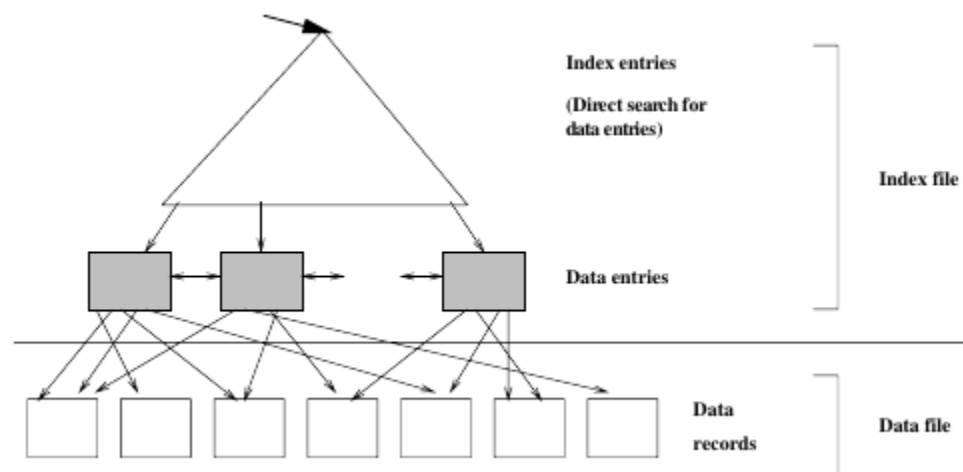 Index entries
(Direct search for
data entries)
Index file
Data entries
Data
records
Data file